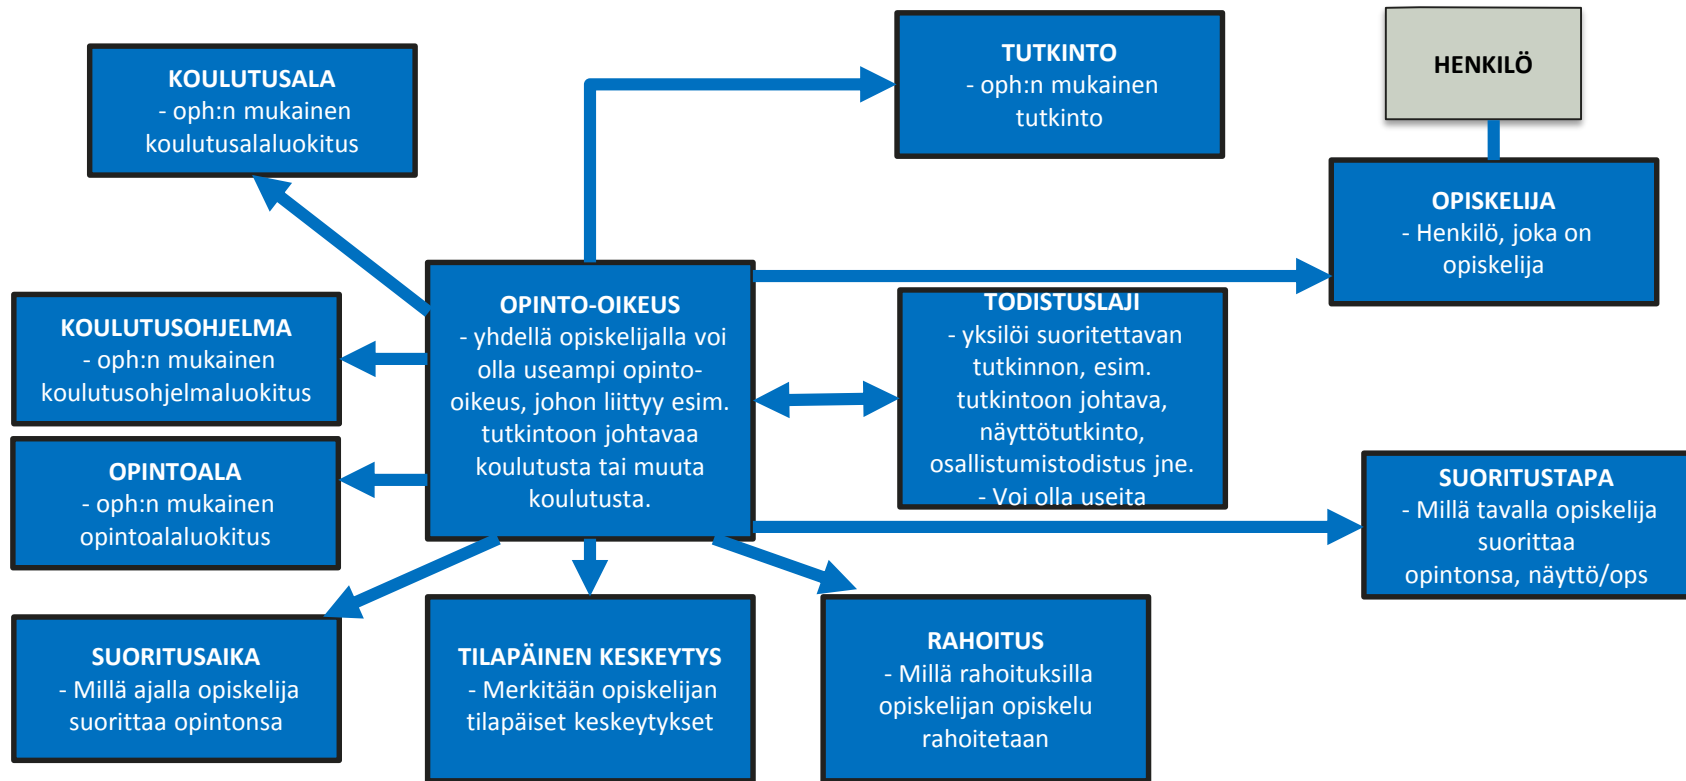 KOULUTUSALA
- oph:n mukainen
koulutusalaluokitus
TUTKINTO
- oph:n mukainen
tutkinto
HENKILÖ
OPISKELIJA
- Henkilö, joka on
opiskelija
KOULUTUSOHJELMA
- oph:n mukainen
koulutusohjelmaluokitus
OPINTO-OIKEUS
- yhdellä opiskelijalla voi
olla useampi opinto-
oikeus, johon liittyy esim.
tutkintoon johtavaa
koulutusta tai muuta
koulutusta.
TODISTUSLAJI
- yksilöi suoritettavan
tutkinnon, esim.
tutkintoon johtava,
näyttötutkinto,
osallistumistodistus jne.
- Voi olla useita
OPINTOALA
- oph:n mukainen
opintoalaluokitus
SUORITUSTAPA
- Millä tavalla opiskelija
suorittaa
opintonsa, näyttö/ops
SUORITUSAIKA
- Millä ajalla opiskelija
suorittaa opintonsa
TILAPÄINEN KESKEYTYS
- Merkitään opiskelijan
tilapäiset keskeytykset
RAHOITUS
- Millä rahoituksilla
opiskelijan opiskelu
rahoitetaan